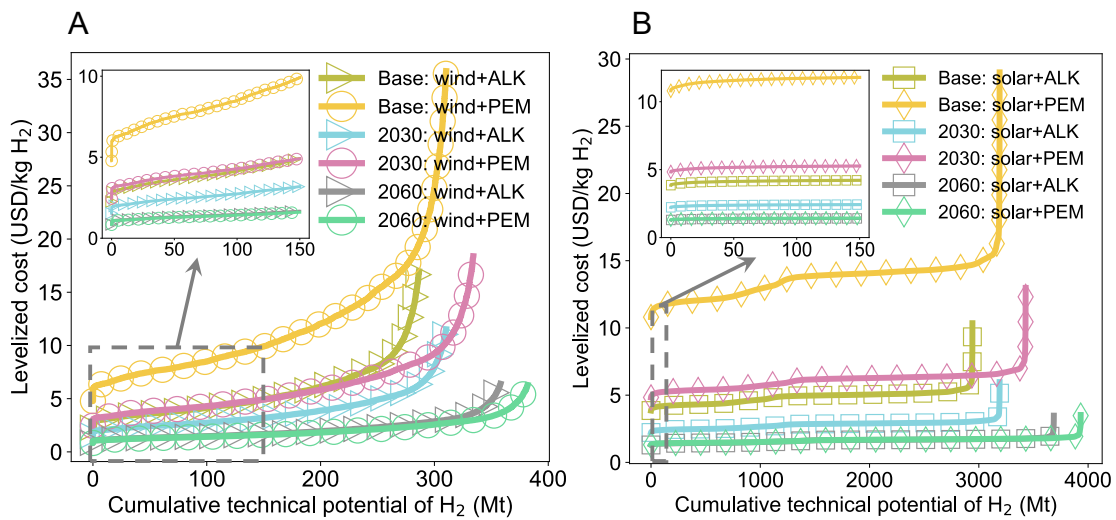 A
Levelized cost (USD/kg H2)
35
30
25
20
15
10
5
0
10
5
0
0 50 100 150
Base: wind+ALK
Base: wind+PEM
2030: wind+ALK
2030: wind+PEM
2060: wind+ALK
2060: wind+PEM
0 100 200 300 400
Cumulative technical potential of H2 (Mt)
B
Levelized cost (USD/kg H2)
30
25
20
15
10
5
0
10
5
0
0 50 100 150
Base: solar+ALK
Base: solar+PEM
2030: solar+ALK
2030: solar+PEM
2060: solar+ALK
2060: solar+PEM
0 1000 2000 3000 4000
Cumulative technical potential of H2 (Mt)